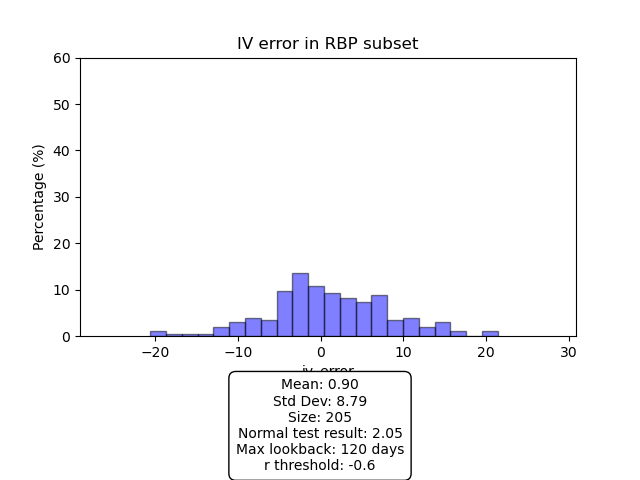 IV error in RBP subset
60
50
40
30
20
10
0
Percentage (%)
−20 −10 0 10 20 30
Mean: 0.90
Std Dev: 8.79
Size: 205
Normal test result: 2.05
Max lookback: 120 days
r threshold: -0.6